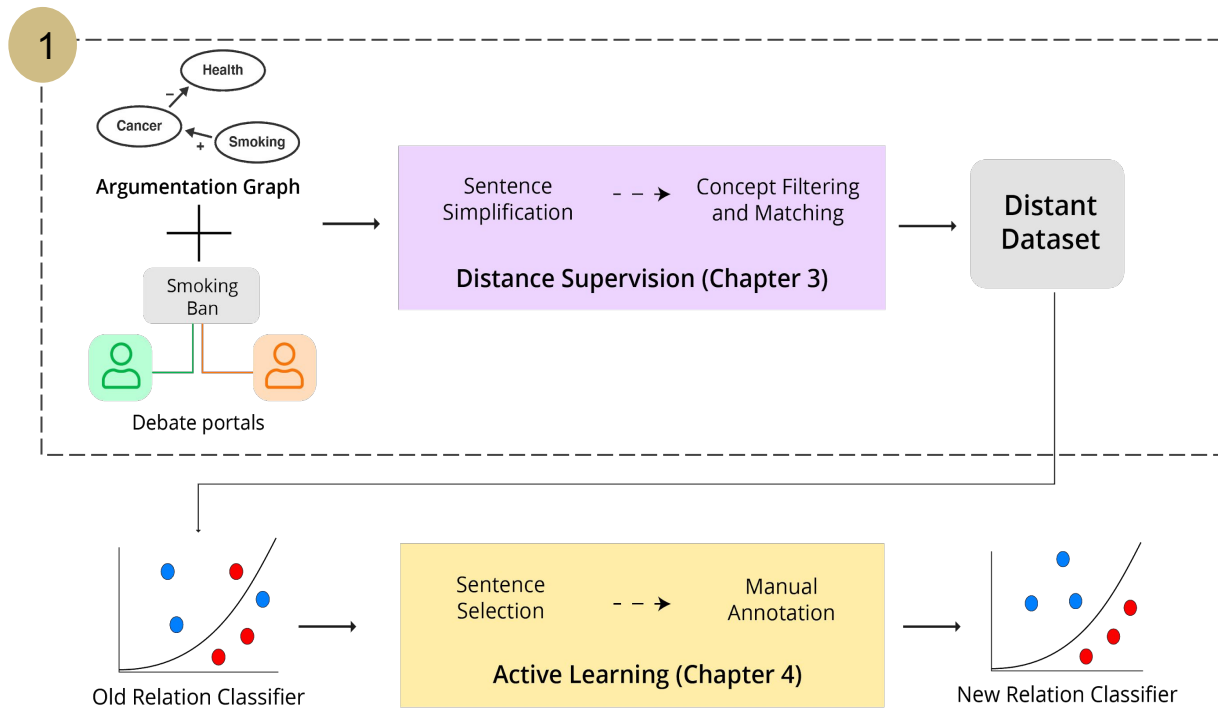 1
Health
−
Cancer
+
Smoking
Argumentation Graph
Smoking
Ban
Debate portals
Sentence
Simplification
Concept Filtering
and Matching
Distance Supervision (Chapter 3)
Distant
Dataset
Old Relation Classifier
Sentence
Selection
Manual
Annotation
Active Learning (Chapter 4)
New Relation Classifier